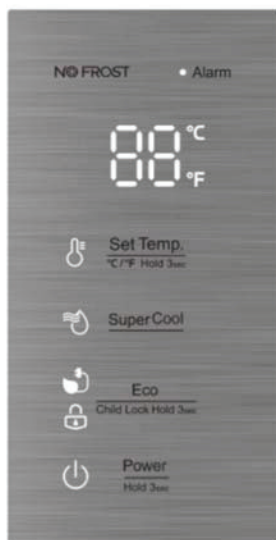 NO FROST
Alarm
88 °C
°F
Set Temp.
°C/°F Hold 3sec
Super Cool
Eco
Child Lock Hold 3sec
Power
Hold 3sec